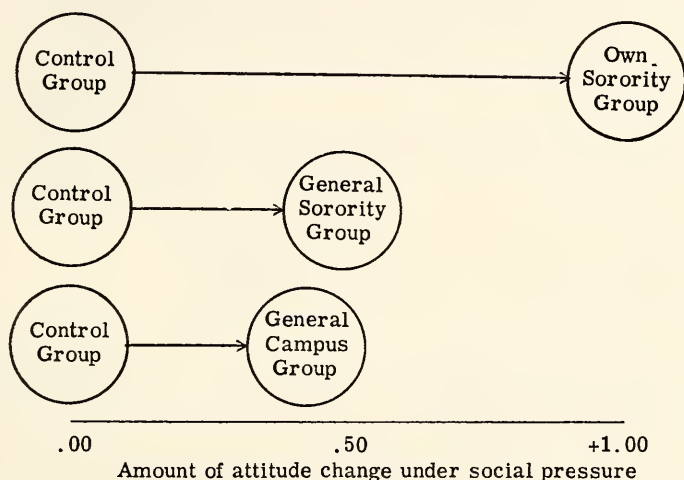 Control
Group
Own
Sorority
Group
Control
Group
General
Sorority
Group
Control
Group
General
Campus
Group
.00
.50
+1.00
Amount of attitude change under social pressure